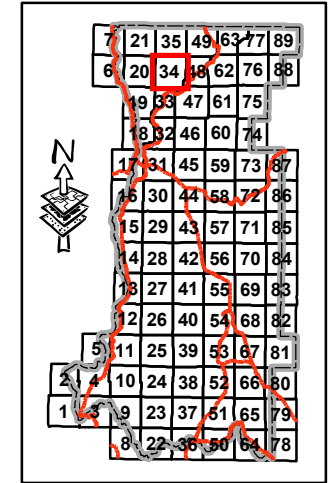 7 21 35 49 63 77 89
6 20 34 48 62 76 88
19 33 47 61 75
18 32 46 60 74
N
17 31 45 59 73 87
16 30 44 58 72 86
15 29 43 57 71 85
14 28 42 56 70 84
13 27 41 55 69 83
12 26 40 54 68 82
5 11 25 39 53 67 81
2 4 10 24 38 52 66 80
1 3 9 23 37 51 65 79
8 22 36 50 64 78